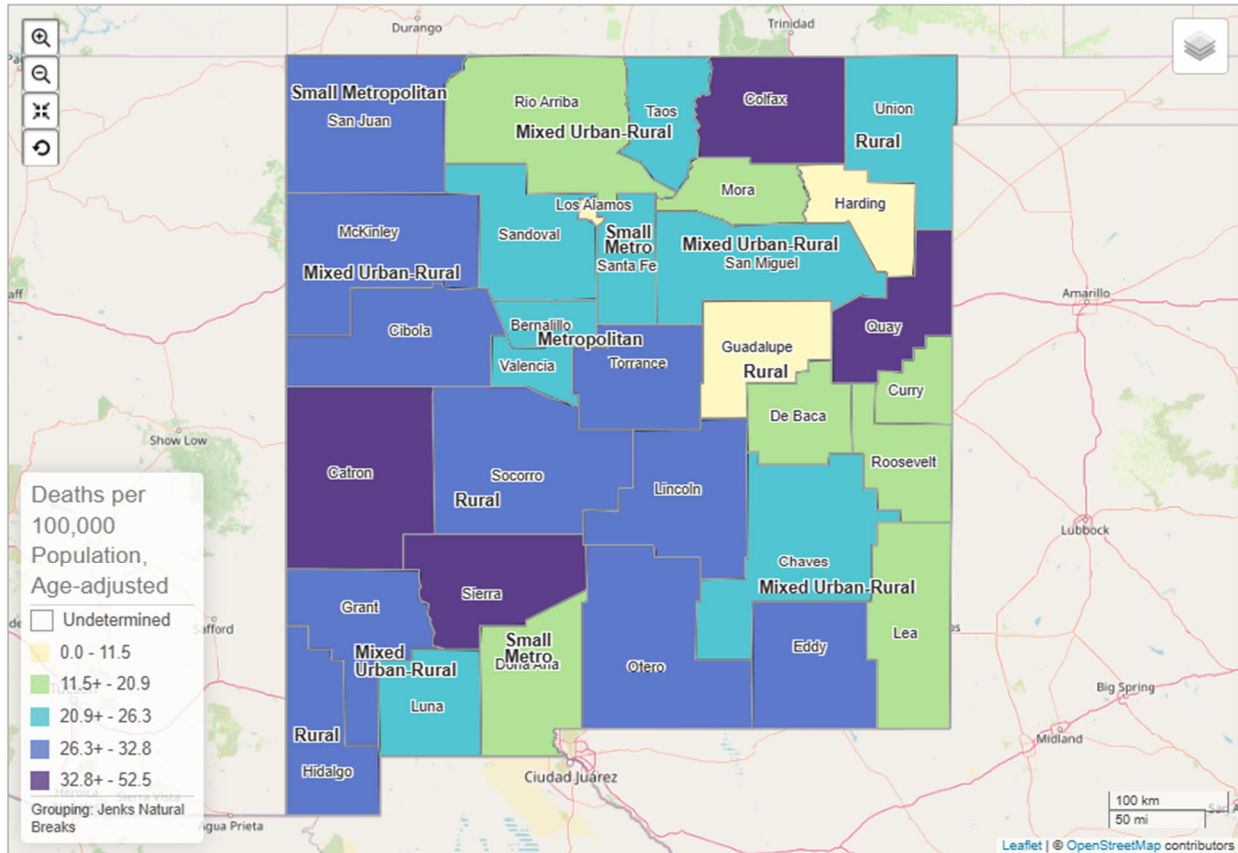 Durango
Trinidad
Small Metropolitan
San Juan
Rio Arriba
Mixed Urban-Rural
Taos
Colfax
Union
Rural
Mora
Harding
Los Alamos
McKinley
Mixed Urban-Rural
Sandoval
Small
Metro
Santa Fe
Mixed Urban-Rural
San Miguel
Amarillo
Cibola
Bernalillo
Metropolitan
Valencia
Torrance
Guadalupe
Rural
Quay
Curry
De Baca
Roosevelt
Show Low
Catron
Socorro
Rural
Lincoln
Lubbock
Chaves
Mixed Urban-Rural
Sierra
Grant
Mixed
Urban-Rural
Small
Metro
Otero
Eddy
Lea
Luna
Rural
Hidalgo
Big Spring
Midland
Ciudad Juárez
Safford
Agua Prieta
Deaths per
100,000
Population,
Age-adjusted
Undetermined
0.0 - 11.5
11.5+ - 20.9
20.9+ - 26.3
26.3+ - 32.8
32.8+ - 52.5
Grouping: Jenks Natural
Breaks
100 km
50 mi
Leaflet | © OpenStreetMap contributors